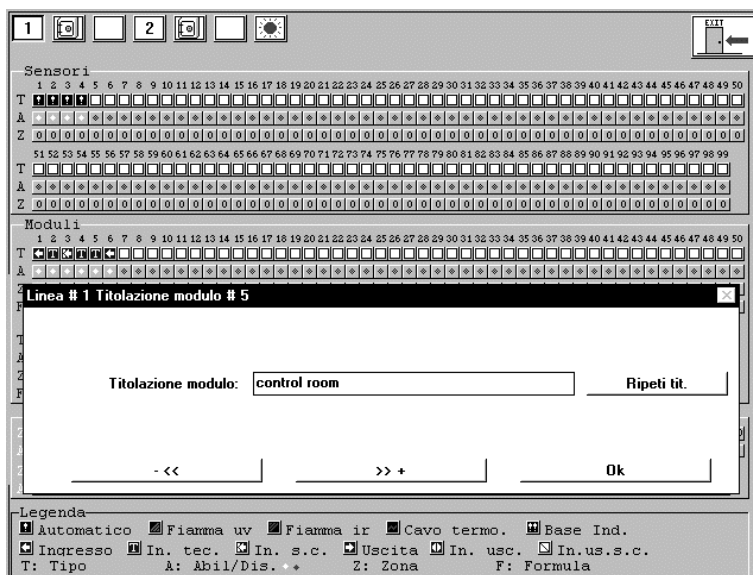 1 2
EXIT
Sensori
1 2 3 4 5 6 7 8 9 10 11 12 13 14 15 16 17 18 19 20 21 22 23 24 25 26 27 28 29 30 31 32 33 34 35 36 37 38 39 40 41 42 43 44 45 46 47 48 49 50
T
A
Z 0 0 0 0 0 0 0 0 0 0 0 0 0 0 0 0 0 0 0 0 0 0 0 0 0 0 0 0 0 0 0 0 0 0 0 0 0 0 0 0 0 0 0 0 0 0 0 0 0 0
51 52 53 54 55 56 57 58 59 60 61 62 63 64 65 66 67 68 69 70 71 72 73 74 75 76 77 78 79 80 81 82 83 84 85 86 87 88 89 90 91 92 93 94 95 96 97 98 99
T
A
Z 0 0 0 0 0 0 0 0 0 0 0 0 0 0 0 0 0 0 0 0 0 0 0 0 0 0 0 0 0 0 0 0 0 0 0 0 0 0 0 0 0 0 0 0 0 0 0 0 0
Moduli
1 2 3 4 5 6 7 8 9 10 11 12 13 14 15 16 17 18 19 20 21 22 23 24 25 26 27 28 29 30 31 32 33 34 35 36 37 38 39 40 41 42 43 44 45 46 47 48 49 50
T
A
Linea # 1 Titolazione modulo # 5
Titolazione modulo: control room Ripeti tit.
- << >> + Ok
Legenda
Automatico Fiamma uv Fiamma ir Cavo termo. Base Ind.
Ingresso In. tec. In. s.c. Uscita In. usc. In.us.s.c.
T: Tipo A: Abil/Dis. Z: Zona F: Formula